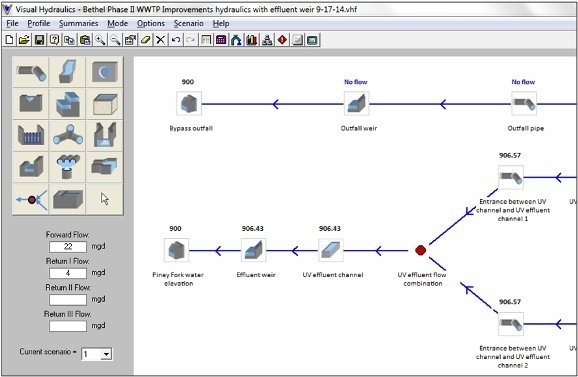 Visual Hydraulics - Bethel Phase II WWTP Improvements hydraulics with effluent weir 9-17-14.vhf
File Profile Summaries Modules Options Scenario Help
900
No flow
No flow
Bypass outfall
Outfall weir
Outfall pipe
906.57
Entrance between UV
channel and UV effluent
channel 1
900
906.43
906.43
Piney Fork water
elevation
Effluent weir
UV effluent channel
UV effluent flow
combination
906.57
Entrance between UV
channel and UV effluent
channel 2
Forward Flow:
22 mgd
Return I Flow:
4 mgd
Return II Flow:
mgd
Return III Flow:
mgd
Current scenario = 1